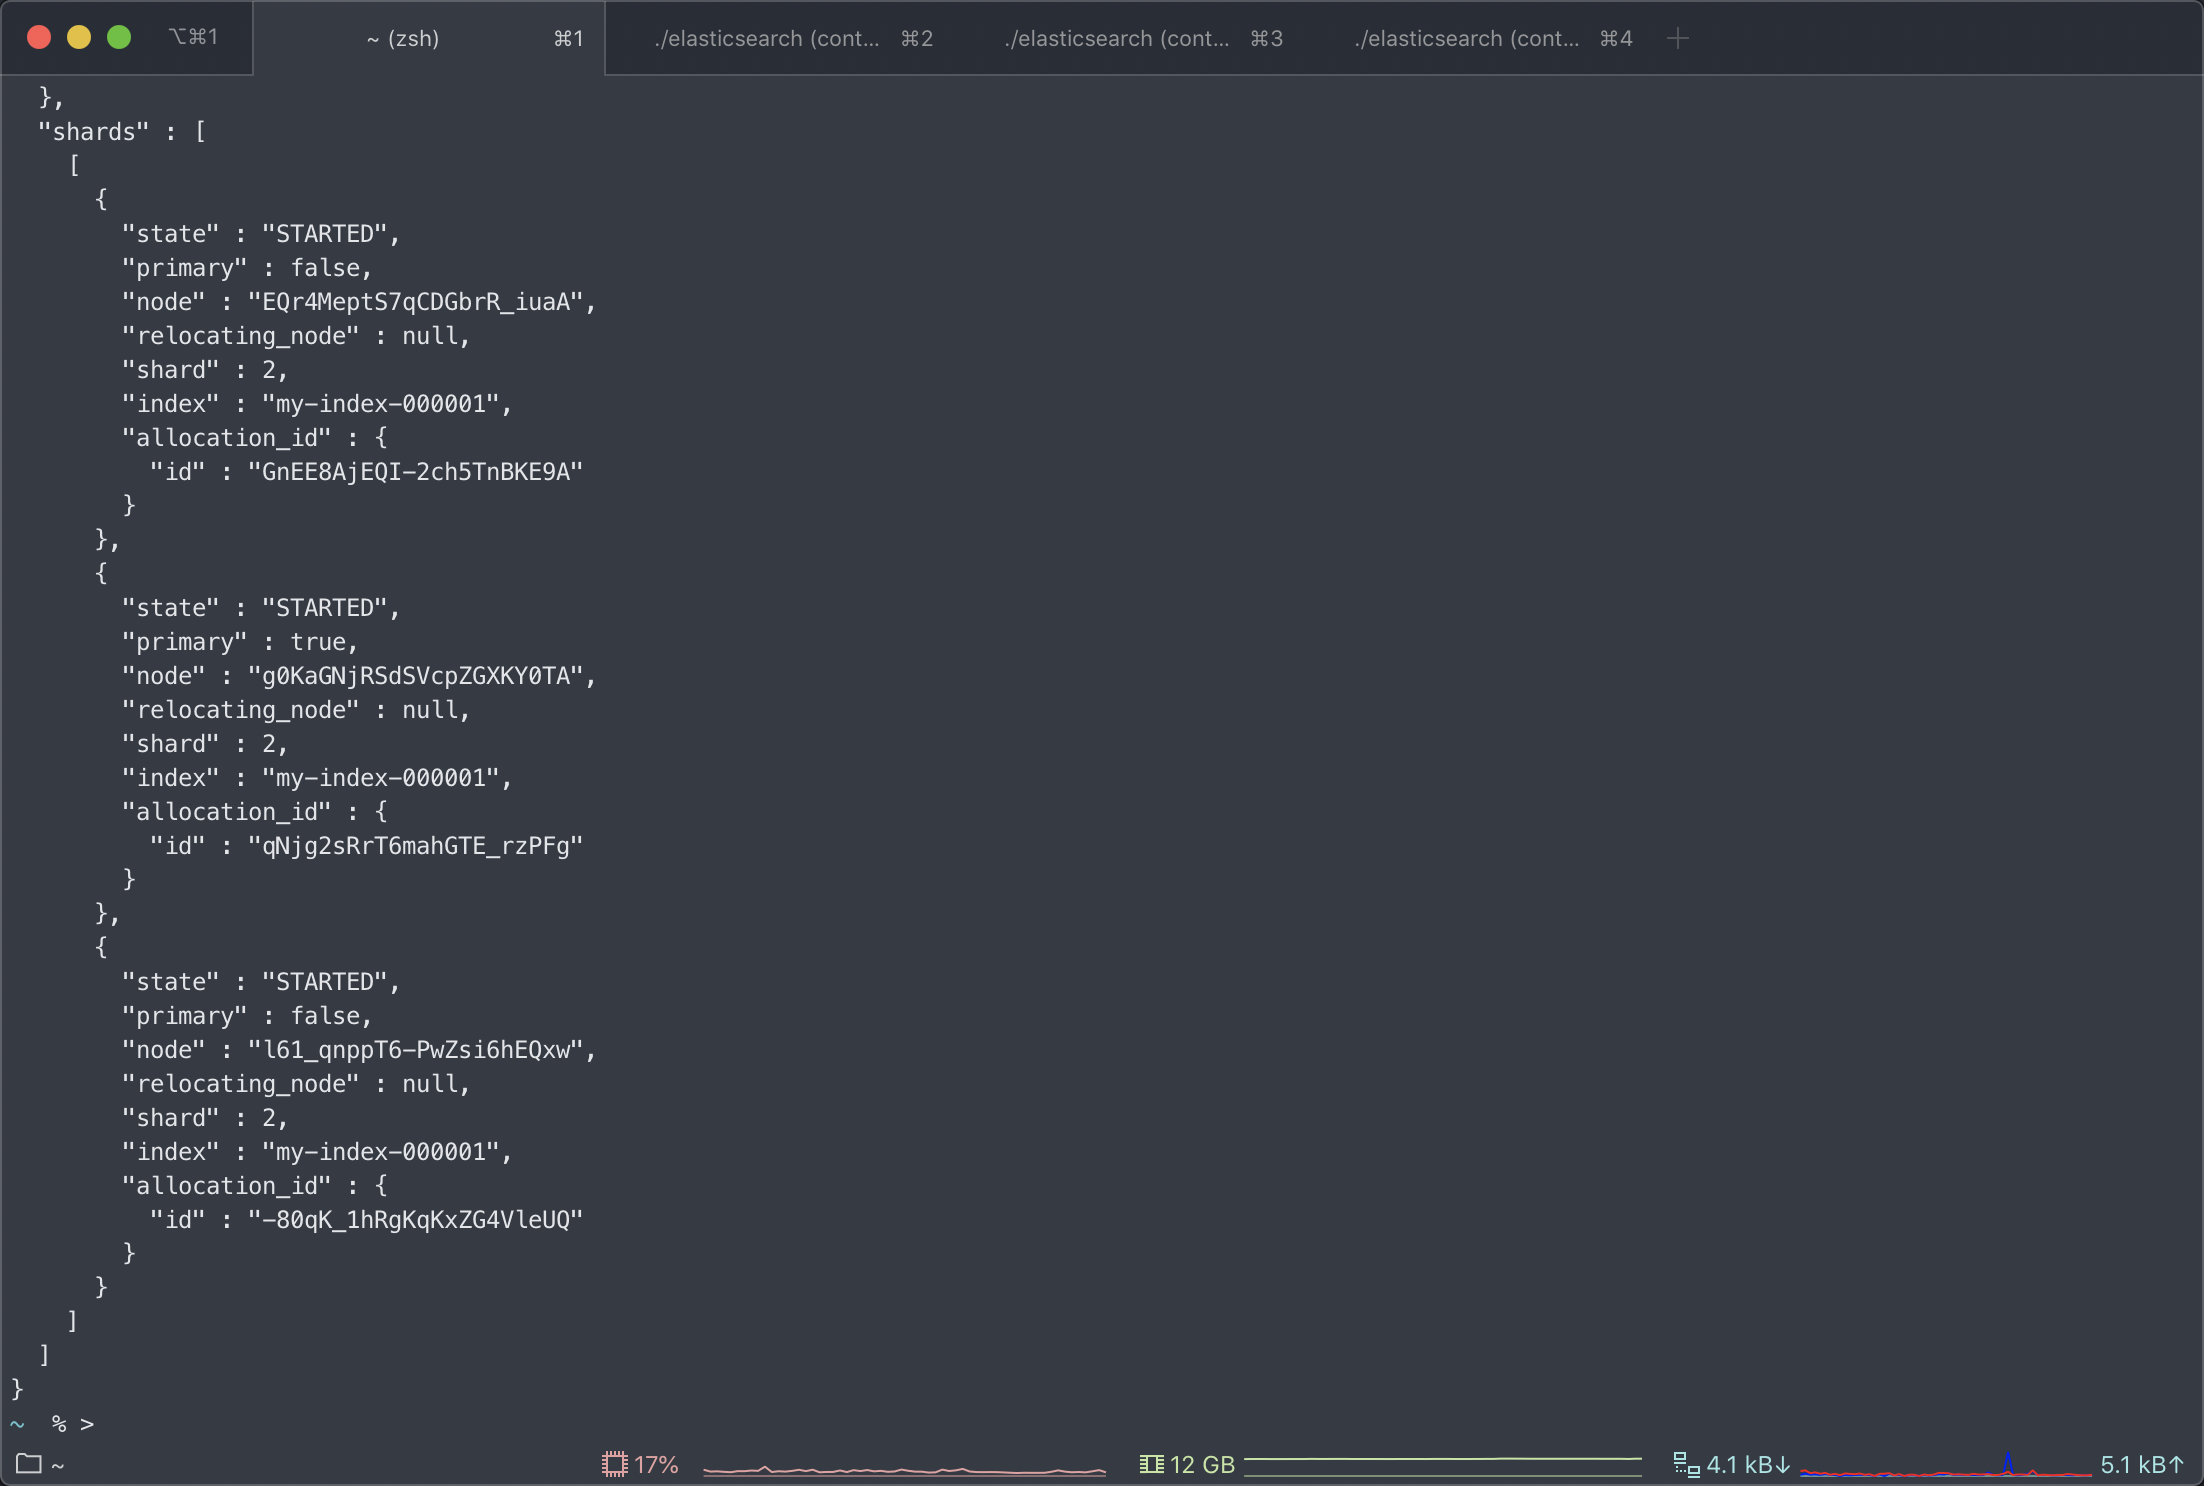 ⌥⌘1 ~ (zsh) ⌘1 ./elasticsearch (cont... ⌘2 ./elasticsearch (cont... ⌘3 ./elasticsearch (cont... ⌘4 +
},
"shards" : [
[
{
"state" : "STARTED",
"primary" : false,
"node" : "EQr4MeptS7qCDGbrR_iuaA",
"relocating_node" : null,
"shard" : 2,
"index" : "my-index-000001",
"allocation_id" : {
"id" : "GnEE8AjEQI-2ch5TnBKE9A"
}
},
{
"state" : "STARTED",
"primary" : true,
"node" : "g0KaGNjRSdSVcpZGXKY0TA",
"relocating_node" : null,
"shard" : 2,
"index" : "my-index-000001",
"allocation_id" : {
"id" : "qNjg2sRrT6mahGTE_rzPFg"
}
},
{
"state" : "STARTED",
"primary" : false,
"node" : "l61_qnppT6-PwZsi6hEQxw",
"relocating_node" : null,
"shard" : 2,
"index" : "my-index-000001",
"allocation_id" : {
"id" : "-80qK_1hRgKqKxZG4VleUQ"
}
}
]
]
}
~ % >
~ 17% 12 GB 4.1 kB↓ 5.1 kB↑